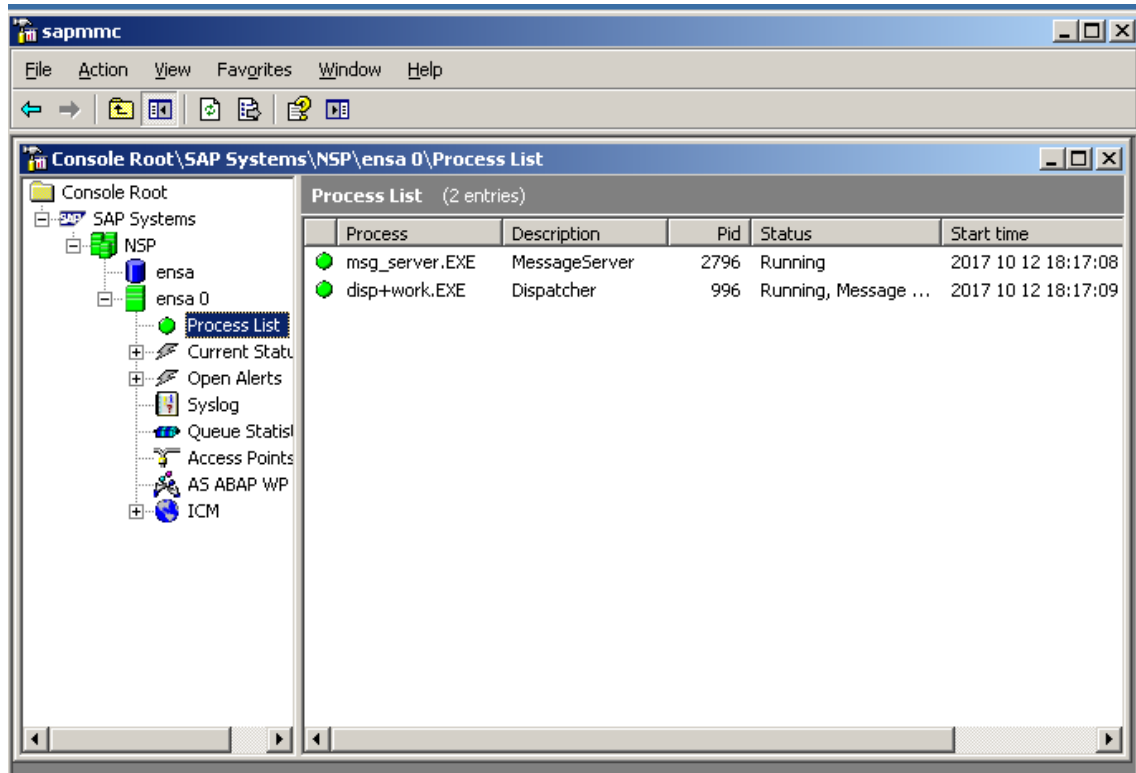 sapmmc
File Action View Favorites Window Help
Console Root\SAP Systems\NSP\ensa 0\Process List
Console Root
SAP Systems
NSP
ensa
ensa 0
Process List
Current Statu
Open Alerts
Syslog
Queue Statist
Access Points
AS ABAP WP
ICM
Process List (2 entries)
Process Description Pid Status Start time
msg_server.EXE MessageServer 2796 Running 2017 10 12 18:17:08
disp+work.EXE Dispatcher 996 Running, Message ... 2017 10 12 18:17:09